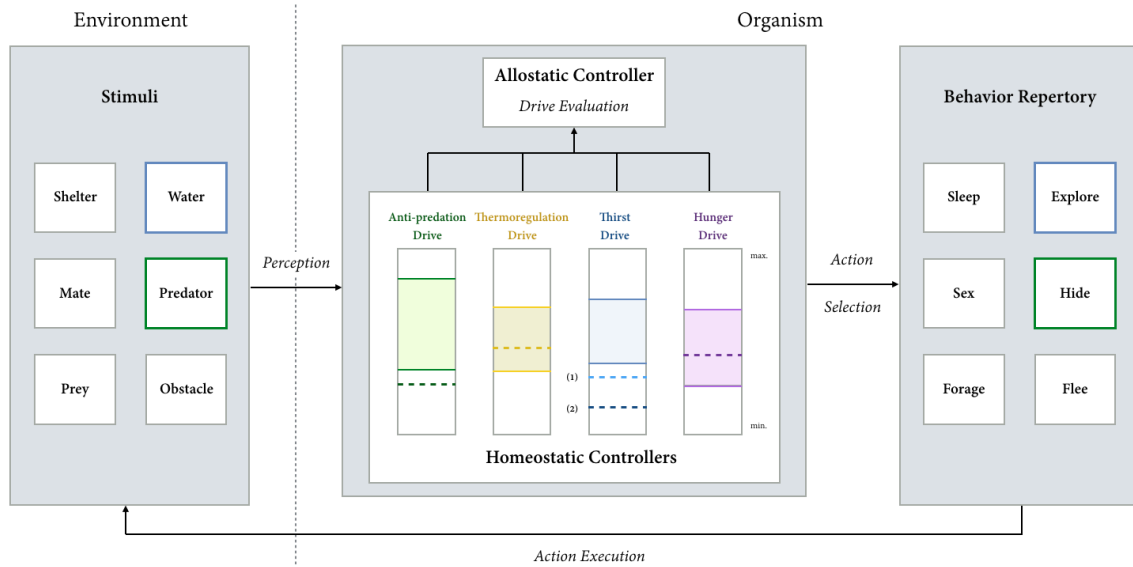 Environment
Organism
Stimuli
Shelter
Water
Mate
Predator
Prey
Obstacle
Perception
Allostatic Controller
Drive Evaluation
Anti-predation
Drive
Thermoregulation
Drive
Thirst
Drive
Hunger
Drive
max.
(1)
(2)
min.
Homeostatic Controllers
Action
Selection
Behavior Repertory
Sleep
Explore
Sex
Hide
Forage
Flee
Action Execution